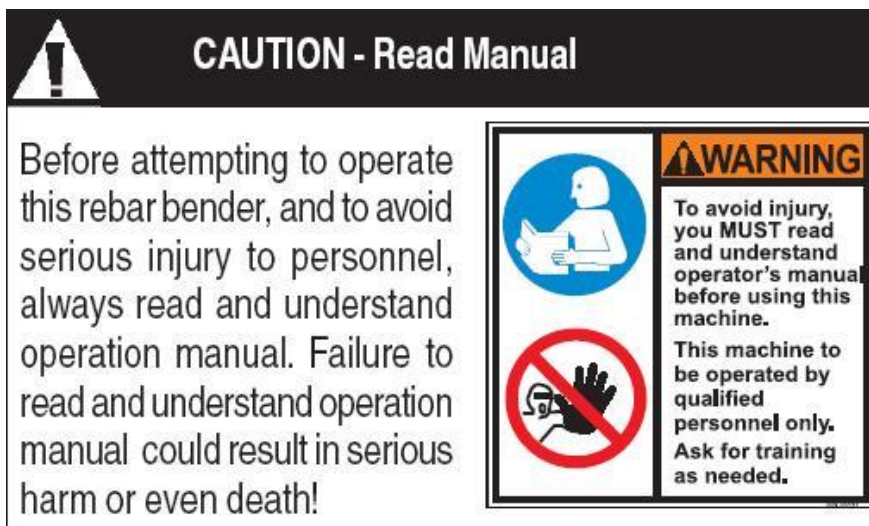 CAUTION - Read Manual
Before attempting to operate
this rebar bender, and to avoid
serious injury to personnel,
always read and understand
operation manual. Failure to
read and understand operation
manual could result in serious
harm or even death!
WARNING
To avoid injury,
you MUST read
and understand
operator's manual
before using this
machine.
This machine to
be operated by
qualified
personnel only.
Ask for training
as needed.